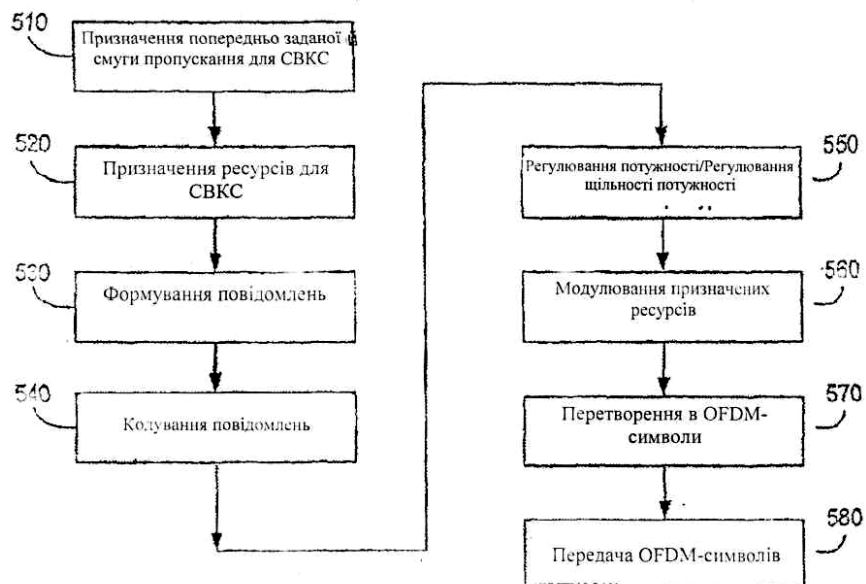 510
Призначення попередньо заданої
смуги пропускання для СВКС
520
Призначення ресурсів для
СВКС
530
Формування повідомлень
540
Кодування повідомлень
550
Регулювання потужності/Регулювання
щільності потужності
560
Модулювання призначених
ресурсів
570
Перетворення в OFDM-
символи
580
Передача OFDM-символів